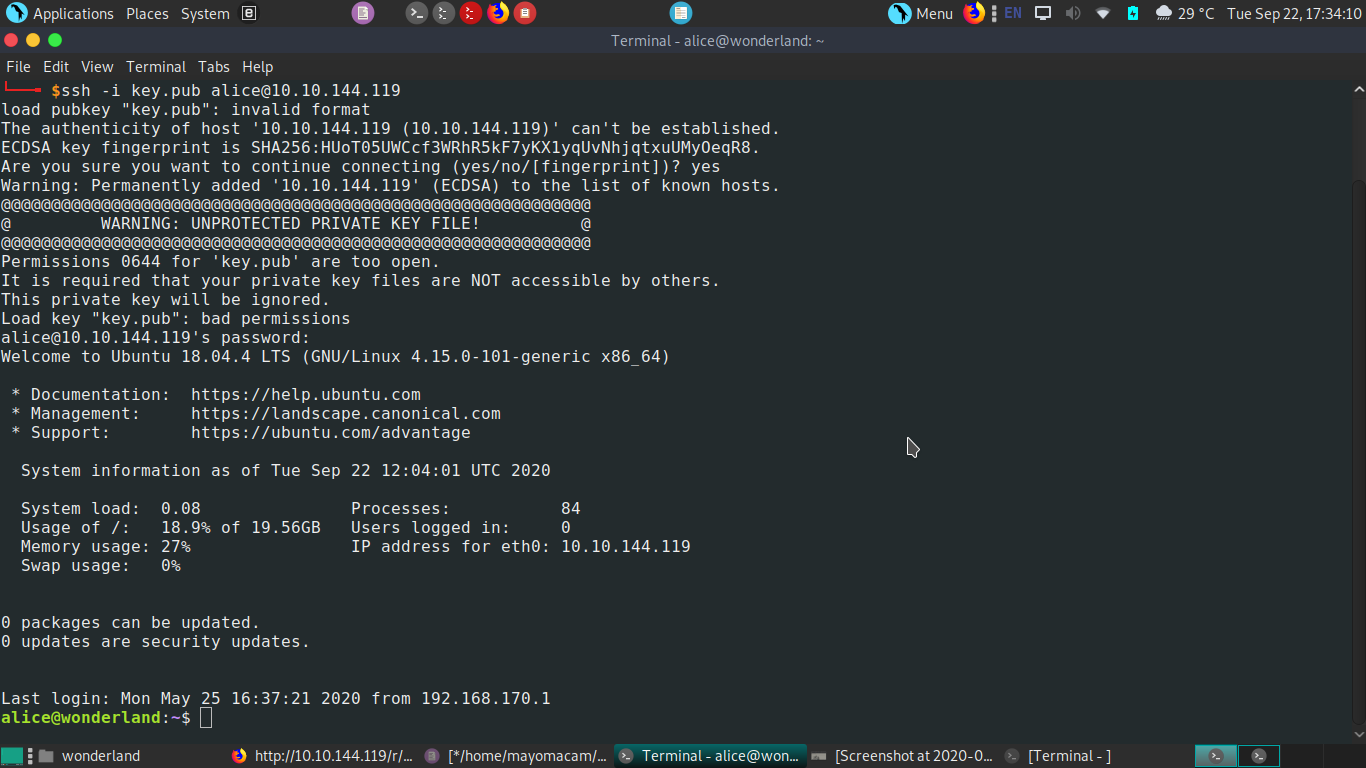 Applications Places System
Menu EN 29 °C Tue Sep 22, 17:34:10
Terminal - alice@wonderland: ~
File Edit View Terminal Tabs Help
└──╼ $ssh -i key.pub alice@10.10.144.119
load pubkey "key.pub": invalid format
The authenticity of host '10.10.144.119 (10.10.144.119)' can't be established.
ECDSA key fingerprint is SHA256:HUoT05UWCcf3WRhR5kF7yKX1yqUvNhjqtxuUMyOeqR8.
Are you sure you want to continue connecting (yes/no/[fingerprint])? yes
Warning: Permanently added '10.10.144.119' (ECDSA) to the list of known hosts.
@@@@@@@@@@@@@@@@@@@@@@@@@@@@@@@@@@@@@@@@@@@@@@@@@@@@@@@@@@@
@         WARNING: UNPROTECTED PRIVATE KEY FILE!          @
@@@@@@@@@@@@@@@@@@@@@@@@@@@@@@@@@@@@@@@@@@@@@@@@@@@@@@@@@@@
Permissions 0644 for 'key.pub' are too open.
It is required that your private key files are NOT accessible by others.
This private key will be ignored.
Load key "key.pub": bad permissions
alice@10.10.144.119's password:
Welcome to Ubuntu 18.04.4 LTS (GNU/Linux 4.15.0-101-generic x86_64)
* Documentation:  https://help.ubuntu.com
* Management:     https://landscape.canonical.com
* Support:        https://ubuntu.com/advantage
System information as of Tue Sep 22 12:04:01 UTC 2020
System load:  0.08               Processes:           84
Usage of /:   18.9% of 19.56GB   Users logged in:     0
Memory usage: 27%                IP address for eth0: 10.10.144.119
Swap usage:   0%
0 packages can be updated.
0 updates are security updates.
Last login: Mon May 25 16:37:21 2020 from 192.168.170.1
alice@wonderland:~$
wonderland http://10.10.144.119/r/... [*/home/mayomacam/... Terminal - alice@won... [Screenshot at 2020-0... [Terminal - ]